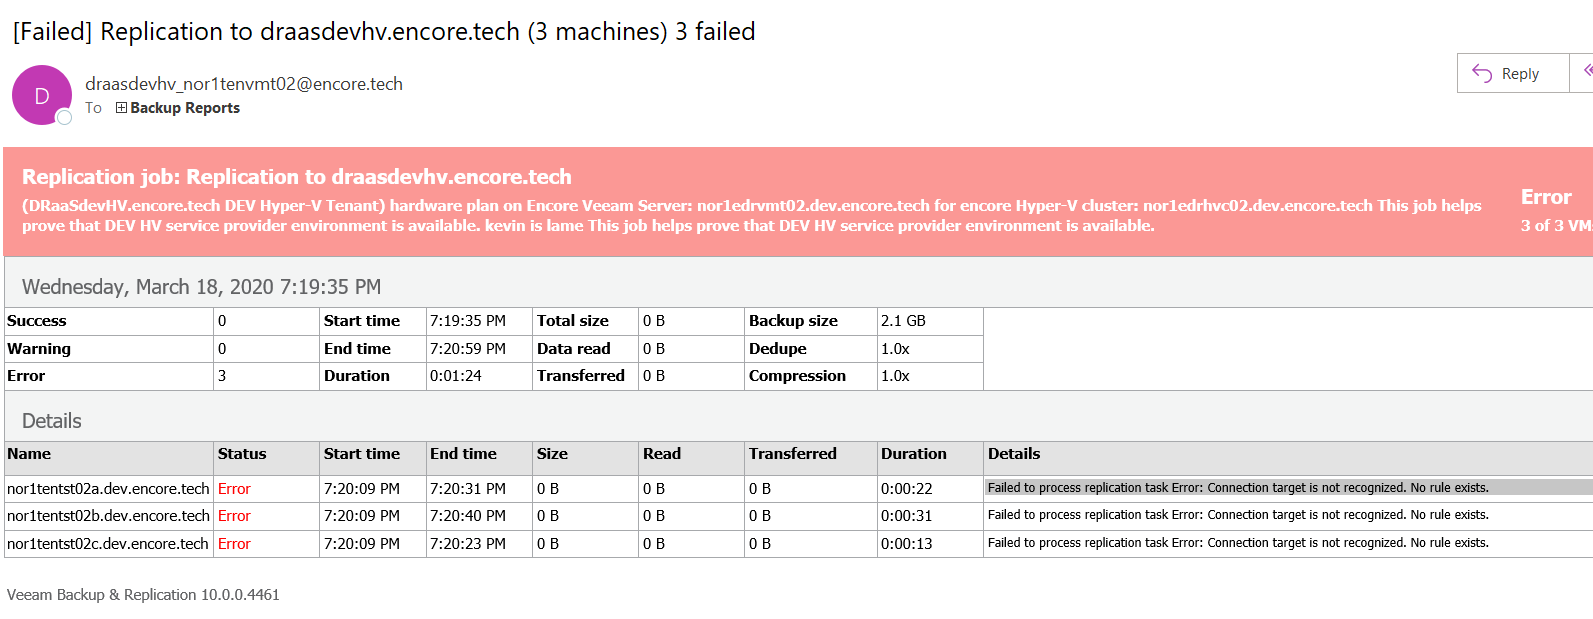 [Failed] Replication to draasdevhv.encore.tech (3 machines) 3 failed
D
draasdevhv_nor1tenvmt02@encore.tech
To Backup Reports
Reply
Replication job: Replication to draasdevhv.encore.tech
(DRaaSdevHV.encore.tech DEV Hyper-V Tenant) hardware plan on Encore Veeam Server: nor1edrvmt02.dev.encore.tech for encore Hyper-V cluster: nor1edrhvc02.dev.encore.tech This job helps
prove that DEV HV service provider environment is available. kevin is lame This job helps prove that DEV HV service provider environment is available.
Error
3 of 3 VM
Wednesday, March 18, 2020 7:19:35 PM
Success 0 Start time 7:19:35 PM Total size 0 B Backup size 2.1 GB
Warning 0 End time 7:20:59 PM Data read 0 B Dedupe 1.0x
Error 3 Duration 0:01:24 Transferred 0 B Compression 1.0x
Details
Name Status Start time End time Size Read Transferred Duration Details
nor1tentst02a.dev.encore.tech Error 7:20:09 PM 7:20:31 PM 0 B 0 B 0 B 0:00:22 Failed to process replication task Error: Connection target is not recognized. No rule exists.
nor1tentst02b.dev.encore.tech Error 7:20:09 PM 7:20:40 PM 0 B 0 B 0 B 0:00:31 Failed to process replication task Error: Connection target is not recognized. No rule exists.
nor1tentst02c.dev.encore.tech Error 7:20:09 PM 7:20:23 PM 0 B 0 B 0 B 0:00:13 Failed to process replication task Error: Connection target is not recognized. No rule exists.
Veeam Backup & Replication 10.0.0.4461